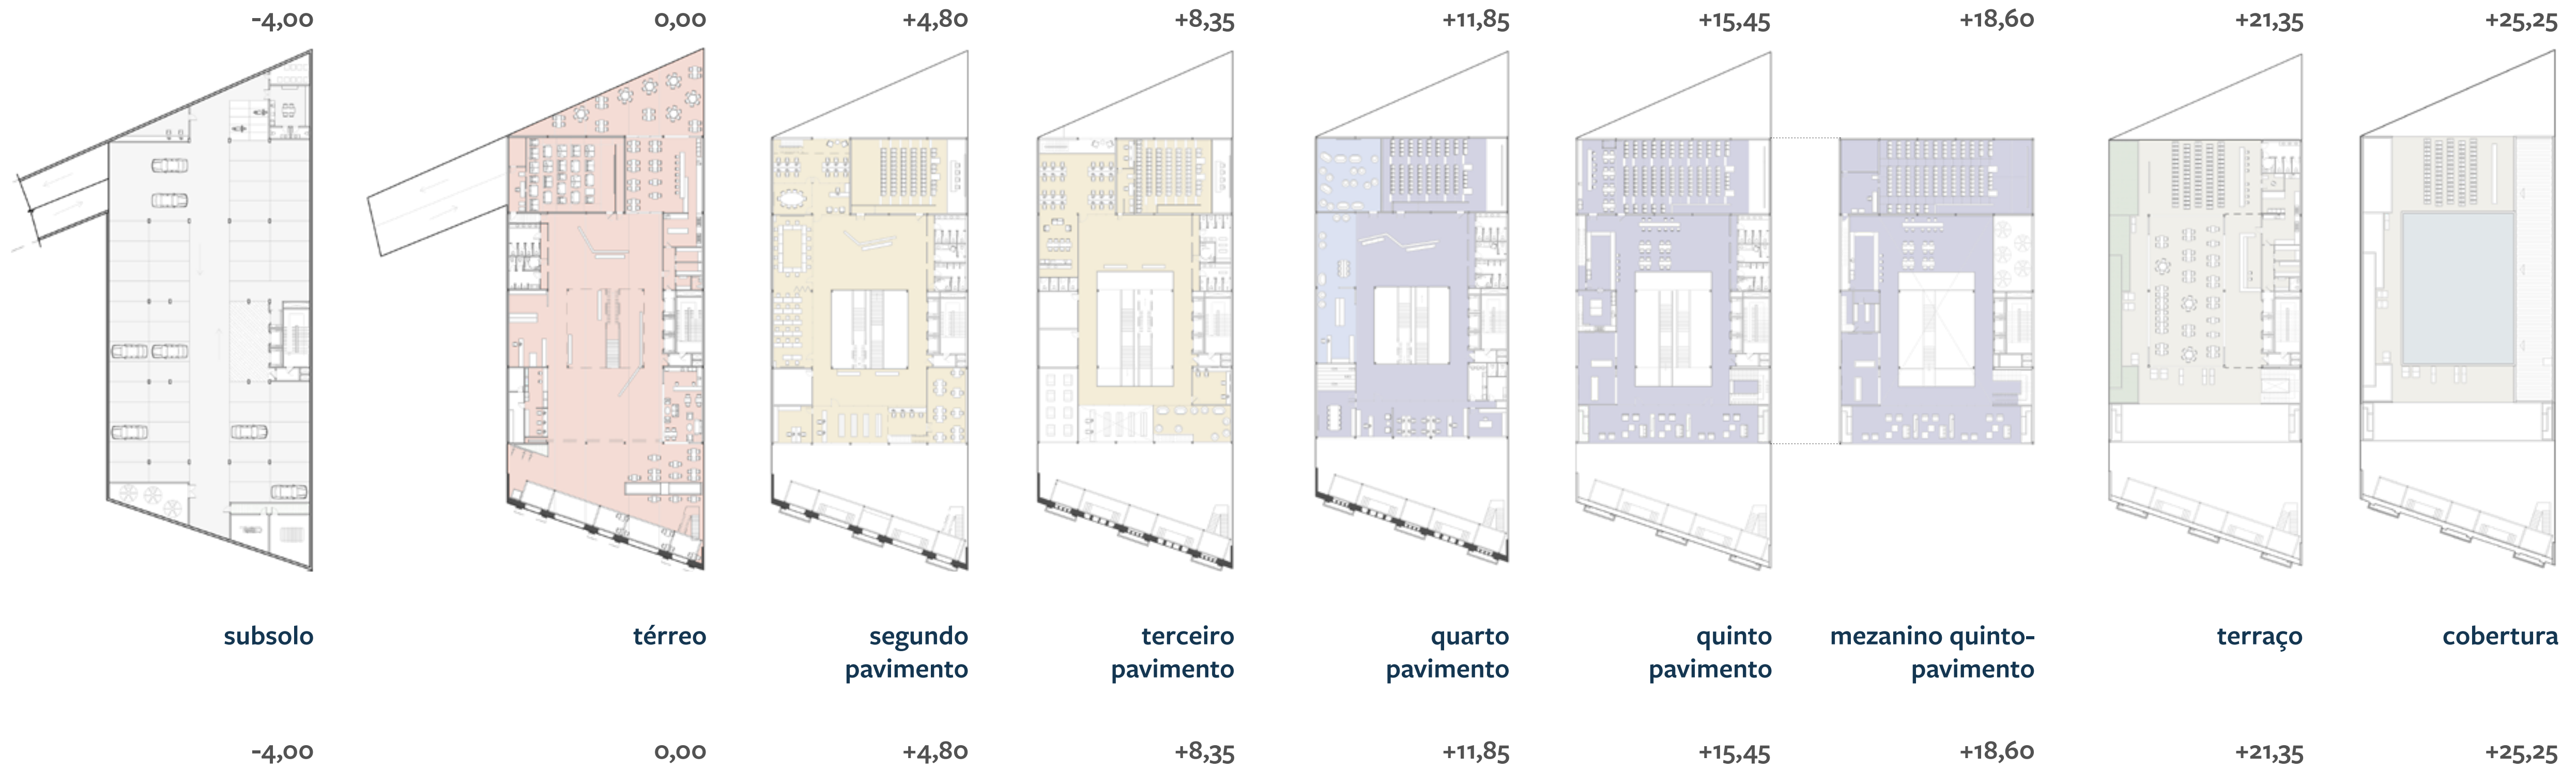 -4,00 0,00 +4,80 +8,35 +11,85 +15,45 +18,60 +21,35 +25,25
subsolo térreo segundo terceiro quarto quinto mezanino quinto- terraço cobertura
pavimento pavimento pavimento pavimento pavimento
-4,00 0,00 +4,80 +8,35 +11,85 +15,45 +18,60 +21,35 +25,25